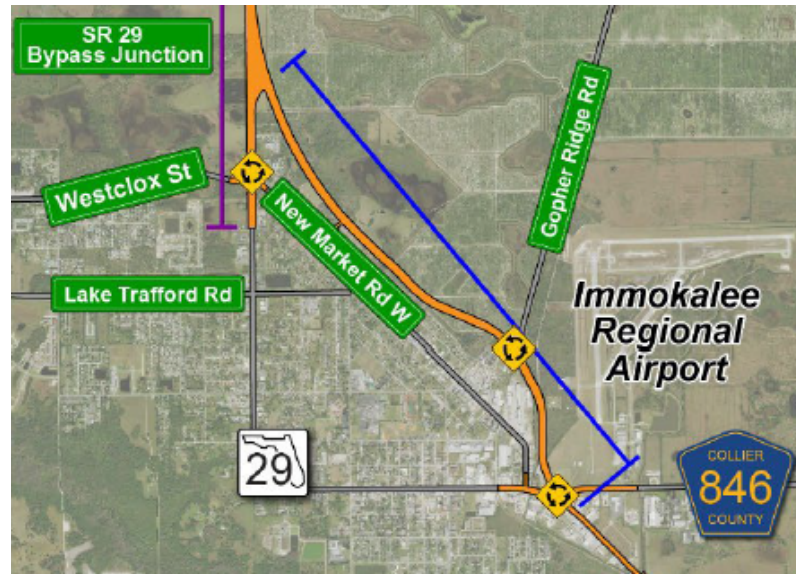 SR 29
Bypass Junction
Gopher Ridge Rd
Westclox St
New Market Rd W
Lake Trafford Rd
Immokalee
Regional
Airport
29
COLLIER
846
COUNTY